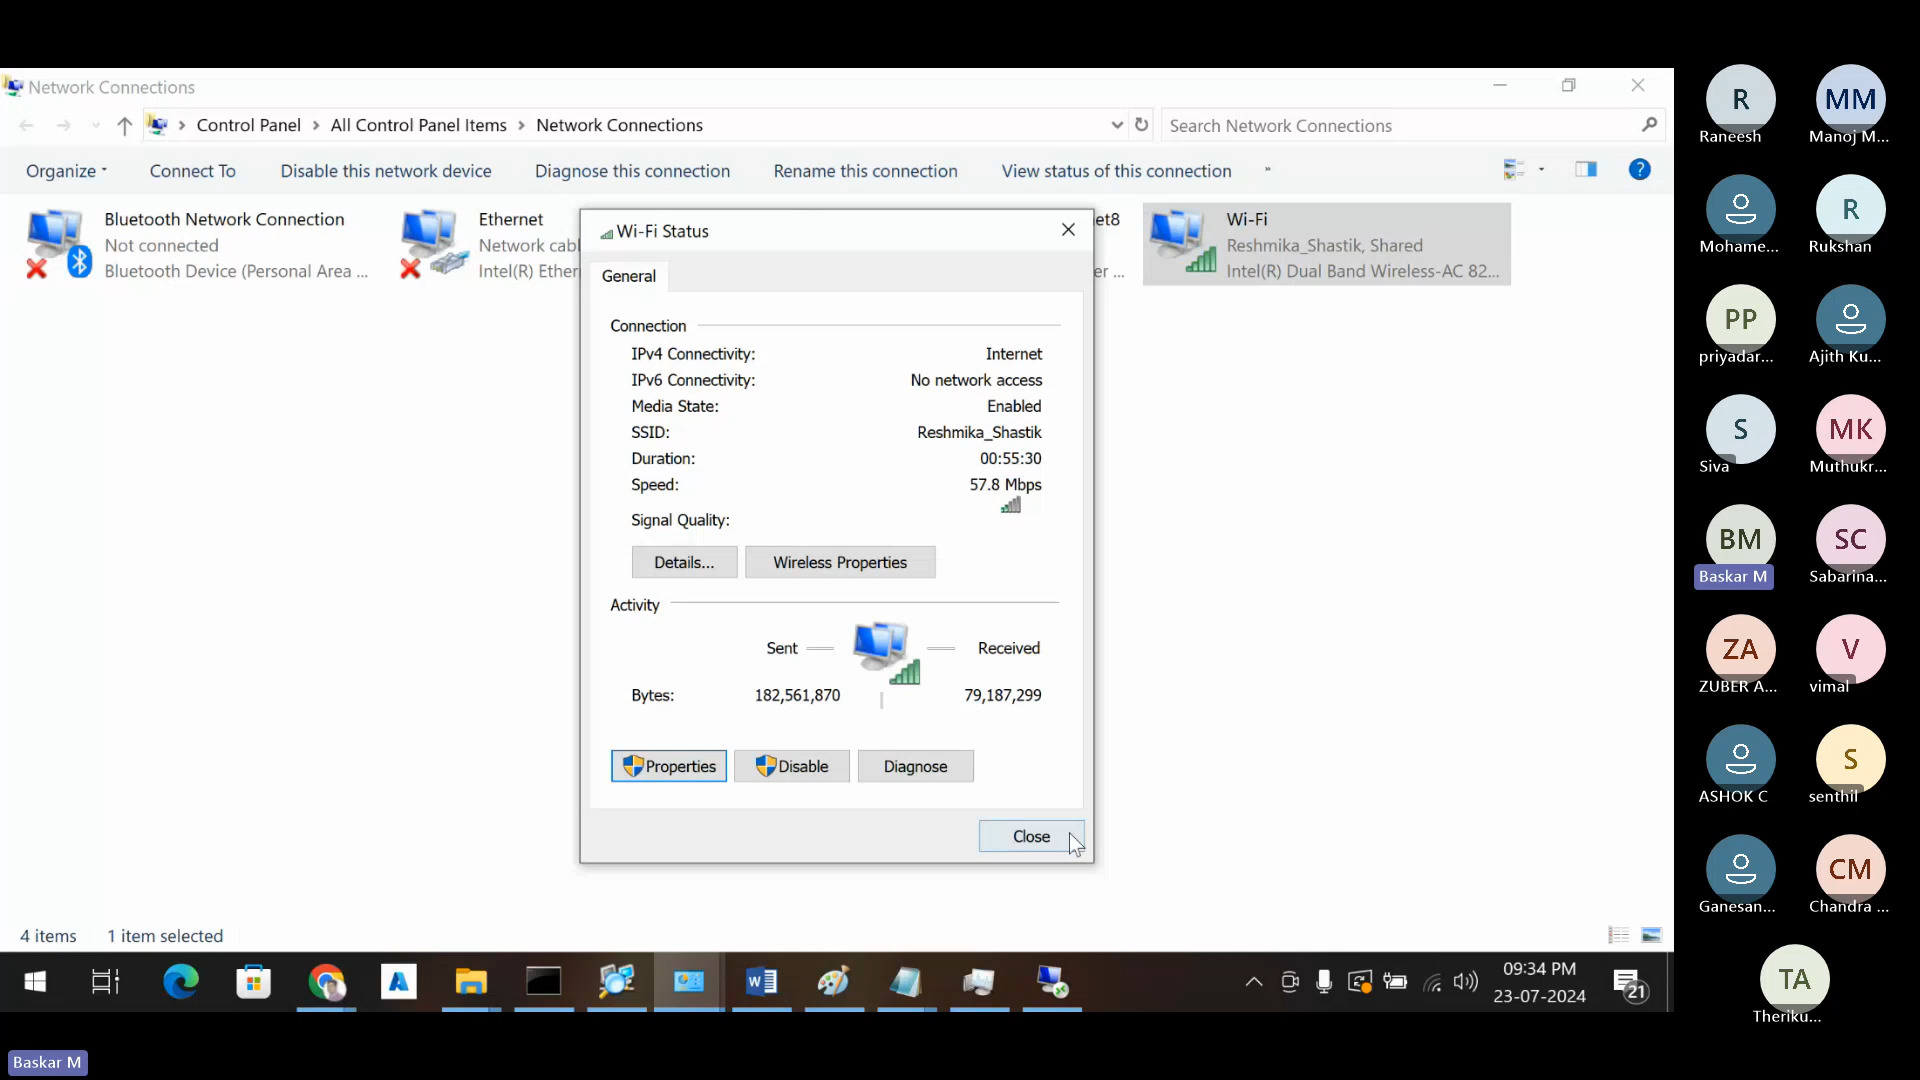 Network Connections
Control Panel > All Control Panel Items > Network Connections
Search Network Connections
Organize
Connect To
Disable this network device
Diagnose this connection
Rename this connection
View status of this connection
»
Bluetooth Network Connection
Not connected
Bluetooth Device (Personal Area ...
Ethernet
Network cabl
Intel(R) Ether
et8
er ...
Wi-Fi
Reshmika_Shastik, Shared
Intel(R) Dual Band Wireless-AC 82...
Wi-Fi Status
General
Connection
IPv4 Connectivity: Internet
IPv6 Connectivity: No network access
Media State: Enabled
SSID: Reshmika_Shastik
Duration: 00:55:30
Speed: 57.8 Mbps
Signal Quality:
Details...
Wireless Properties
Activity
Sent
Received
Bytes: 182,561,870 79,187,299
Properties
Disable
Diagnose
Close
4 items
1 item selected
09:34 PM
23-07-2024
21
R
Raneesh
MM
Manoj M...
Mohame...
R
Rukshan
PP
priyadar...
Ajith Ku...
S
Siva
MK
Muthukr...
BM
Baskar M
SC
Sabarina...
ZA
ZUBER A...
V
vimal
ASHOK C
S
senthil
Ganesan...
CM
Chandra ...
TA
Theriku...
Baskar M